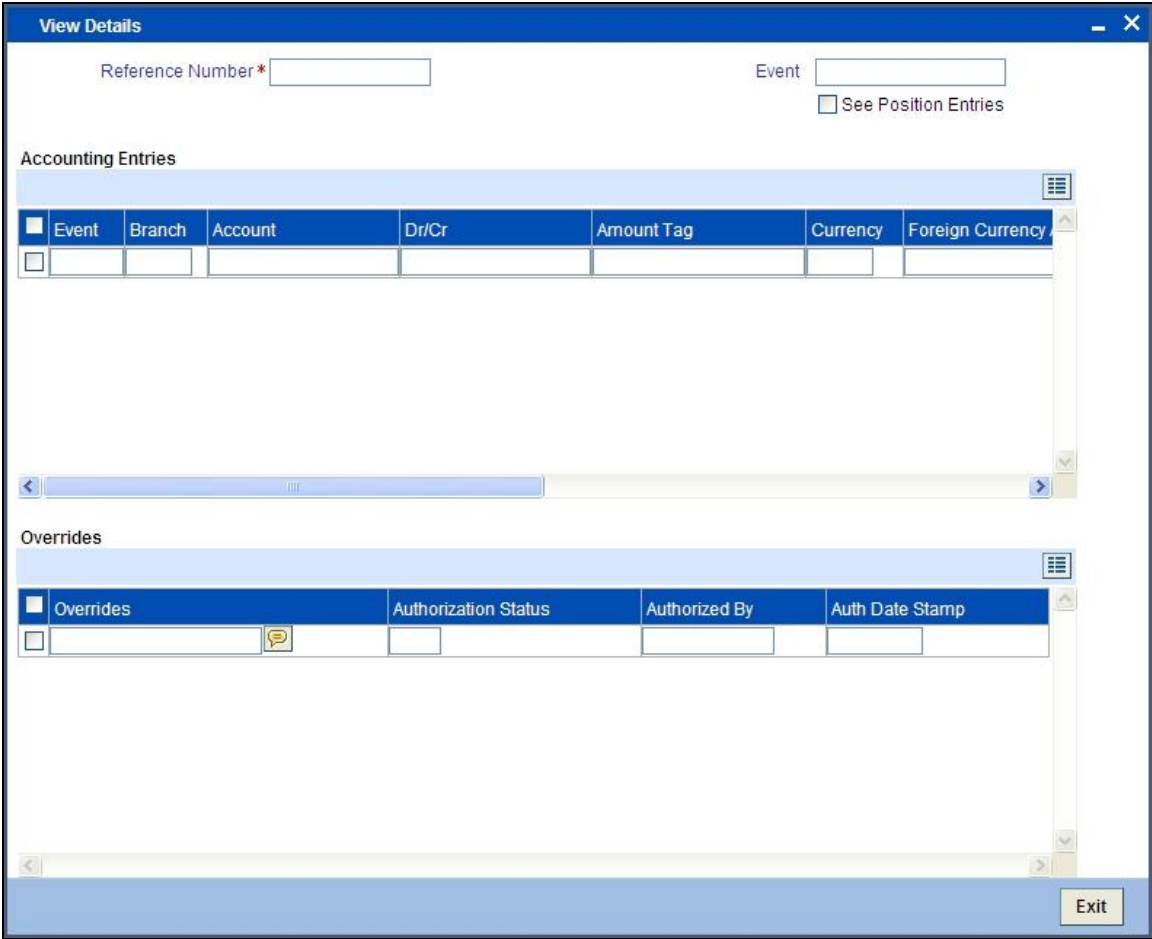 View Details
Reference Number* Event
See Position Entries
Accounting Entries
Event Branch Account Dr/Cr Amount Tag Currency Foreign Currency
Overrides
Overrides Authorization Status Authorized By Auth Date Stamp
Exit